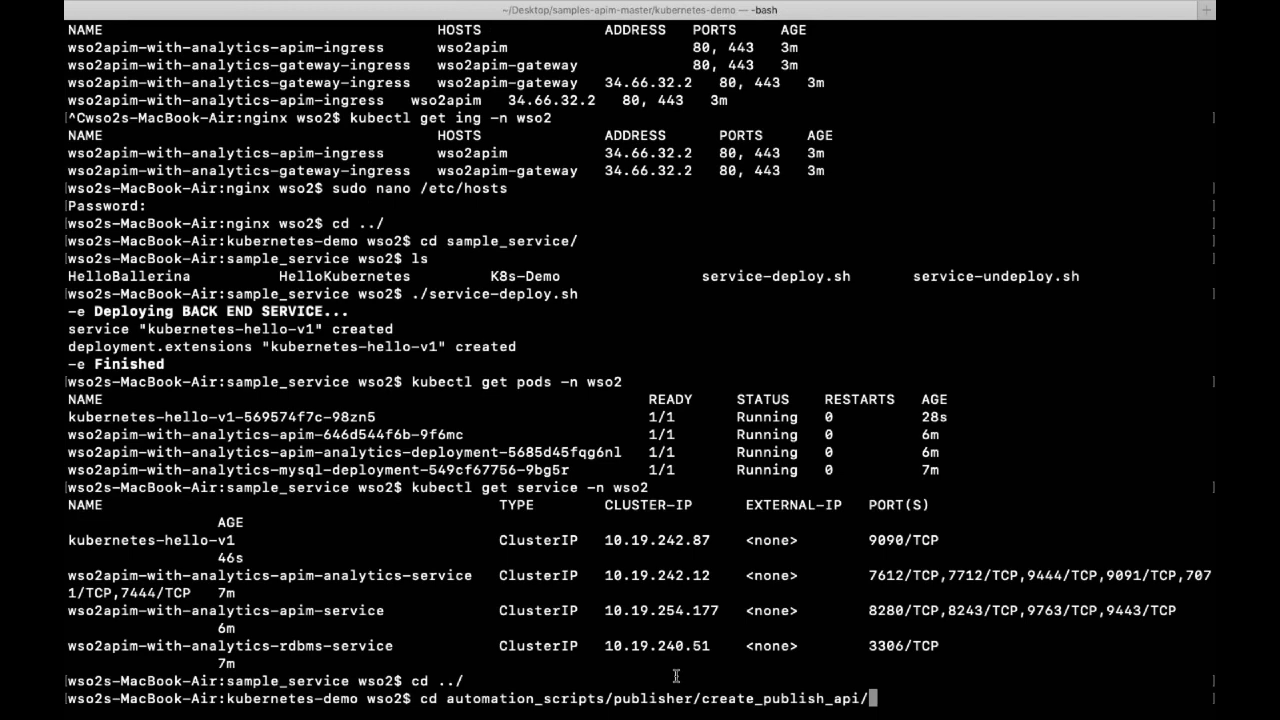 ~/Desktop/samples-apim-master/kubernetes-demo — -bash
NAME HOSTS ADDRESS PORTS AGE
wso2apim-with-analytics-apim-ingress wso2apim 80, 443 3m
wso2apim-with-analytics-gateway-ingress wso2apim-gateway 80, 443 3m
wso2apim-with-analytics-gateway-ingress wso2apim-gateway 34.66.32.2 80, 443 3m
wso2apim-with-analytics-apim-ingress wso2apim 34.66.32.2 80, 443 3m
^Cwso2s-MacBook-Air:nginx wso2$ kubectl get ing -n wso2
NAME HOSTS ADDRESS PORTS AGE
wso2apim-with-analytics-apim-ingress wso2apim 34.66.32.2 80, 443 3m
wso2apim-with-analytics-gateway-ingress wso2apim-gateway 34.66.32.2 80, 443 3m
wso2s-MacBook-Air:nginx wso2$ sudo nano /etc/hosts
Password:
wso2s-MacBook-Air:nginx wso2$ cd ../
wso2s-MacBook-Air:kubernetes-demo wso2$ cd sample_service/
wso2s-MacBook-Air:sample_service wso2$ ls
HelloBallerina HelloKubernetes K8s-Demo service-deploy.sh service-undeploy.sh
wso2s-MacBook-Air:sample_service wso2$ ./service-deploy.sh
-e Deploying BACK END SERVICE...
service "kubernetes-hello-v1" created
deployment.extensions "kubernetes-hello-v1" created
-e Finished
wso2s-MacBook-Air:sample_service wso2$ kubectl get pods -n wso2
NAME READY STATUS RESTARTS AGE
kubernetes-hello-v1-569574f7c-98zn5 1/1 Running 0 28s
wso2apim-with-analytics-apim-646d544f6b-9f6mc 1/1 Running 0 6m
wso2apim-with-analytics-apim-analytics-deployment-5685d45fqg6nl 1/1 Running 0 6m
wso2apim-with-analytics-mysql-deployment-549cf67756-9bg5r 1/1 Running 0 7m
wso2s-MacBook-Air:sample_service wso2$ kubectl get service -n wso2
NAME TYPE CLUSTER-IP EXTERNAL-IP PORT(S)
AGE
kubernetes-hello-v1 ClusterIP 10.19.242.87 <none> 9090/TCP
46s
wso2apim-with-analytics-apim-analytics-service ClusterIP 10.19.242.12 <none> 7612/TCP,7712/TCP,9444/TCP,9091/TCP,707
1/TCP,7444/TCP 7m
wso2apim-with-analytics-apim-service ClusterIP 10.19.254.177 <none> 8280/TCP,8243/TCP,9763/TCP,9443/TCP
6m
wso2apim-with-analytics-rdbms-service ClusterIP 10.19.240.51 <none> 3306/TCP
7m
wso2s-MacBook-Air:sample_service wso2$ cd ../
wso2s-MacBook-Air:kubernetes-demo wso2$ cd automation_scripts/publisher/create_publish_api/